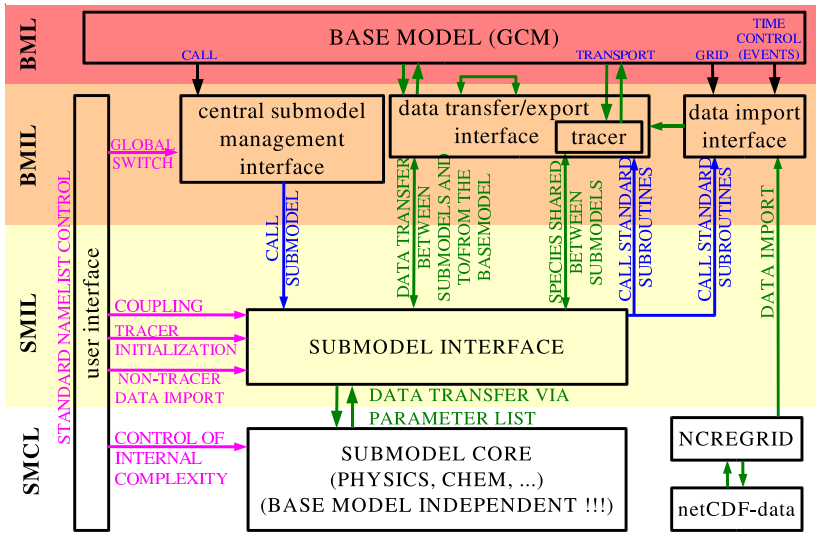 BML
BASE MODEL (GCM)
CALL
TRANSPORT
GRID
TIME
CONTROL
(EVENTS)
BMIL
central submodel
management
interface
data transfer/export
interface
tracer
data import
interface
GLOBAL
SWITCH
STANDARD NAMELIST CONTROL
user interface
CALL
SUBMODEL
DATA TRANSFER
BETWEEN
SUBMODELS AND
TO/FROM THE
BASEMODEL
SPECIES SHARED
BETWEEN
SUBMODELS
CALL STANDARD
SUBROUTINES
CALL STANDARD
SUBROUTINES
DATA IMPORT
SMIL
COUPLING
TRACER
INITIALIZATION
NON-TRACER
DATA IMPORT
SUBMODEL INTERFACE
DATA TRANSFER VIA
PARAMETER LIST
SMCL
CONTROL OF
INTERNAL
COMPLEXITY
SUBMODEL CORE
(PHYSICS, CHEM, ...)
(BASE MODEL INDEPENDENT !!!)
NCREGRID
netCDF-data